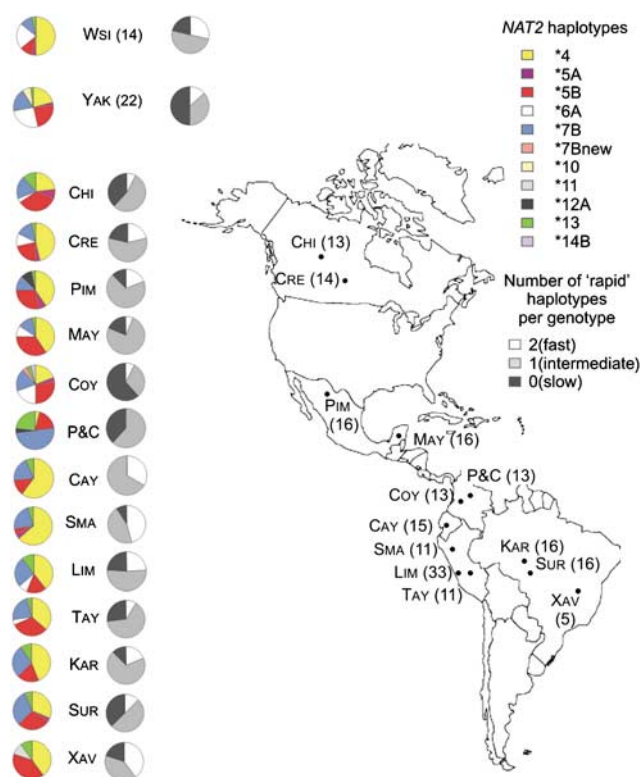 WSI (14)
YAK (22)
CHI
CRE
PIM
MAY
COY
P&C
CAY
SMA
LIM
TAY
KAR
SUR
XAV
NAT2 haplotypes
*4
*5A
*5B
*6A
*7B
*7Bnew
*10
*11
*12A
*13
*14B
Number of 'rapid'
haplotypes
per genotype
2(fast)
1(intermediate)
0(slow)
CHI (13)
CRE (14)
PIM
(16)
MAY (16)
P&C (13)
COY (13)
CAY (15)
SMA (11)
LIM (33)
TAY (11)
KAR (16)
SUR (16)
XAV
(5)